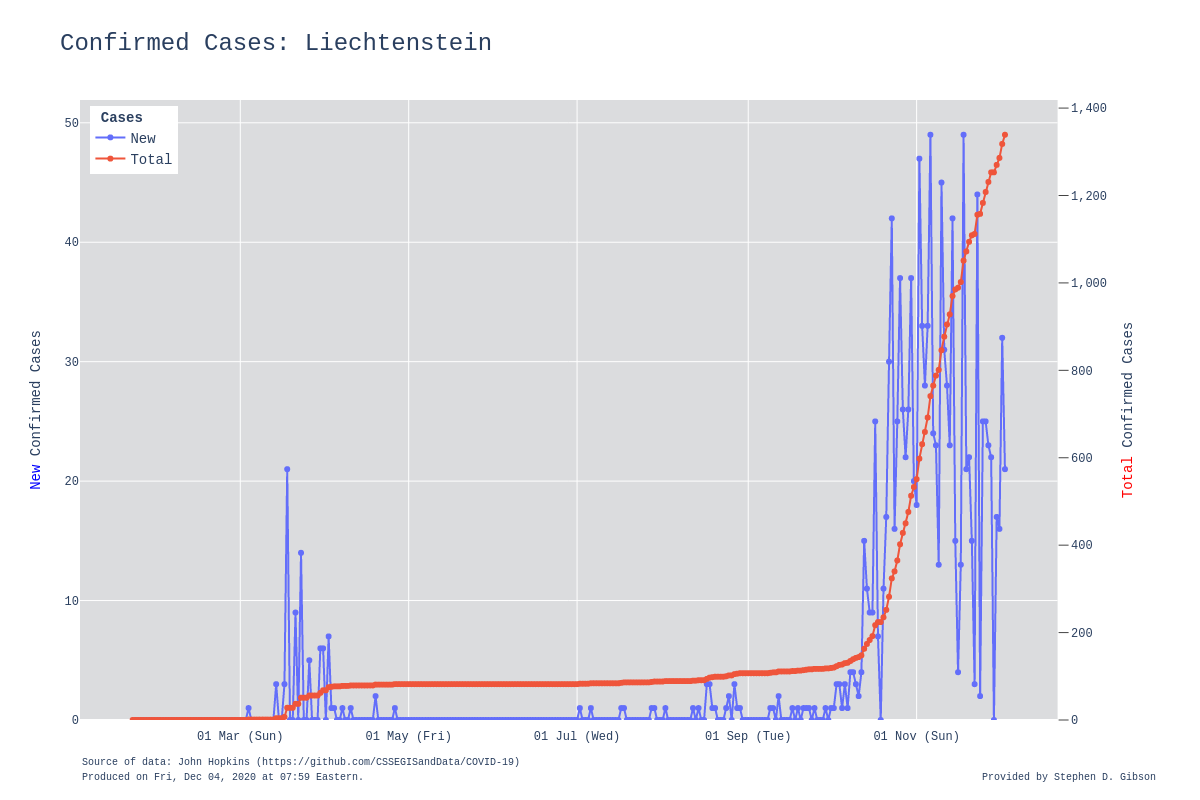 Confirmed Cases: Liechtenstein
Cases
New
Total
50
40
30
20
10
0
New Confirmed Cases
1,400
1,200
1,000
800
600
400
200
0
Total Confirmed Cases
01 Mar (Sun)
01 May (Fri)
01 Jul (Wed)
01 Sep (Tue)
01 Nov (Sun)
Source of data: John Hopkins (https://github.com/CSSEGISandData/COVID-19)
Produced on Fri, Dec 04, 2020 at 07:59 Eastern.
Provided by Stephen D. Gibson